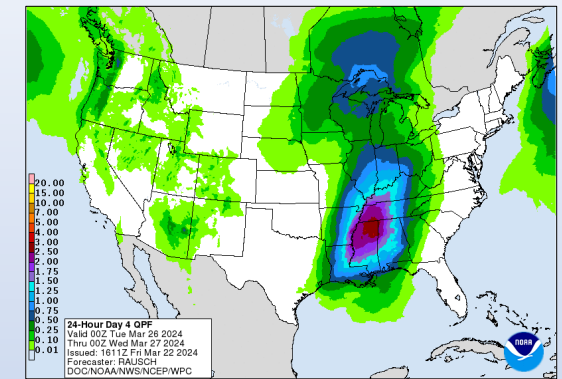 20.00
15.00
10.00
7.00
5.00
4.00
3.00
2.50
2.00
1.75
1.50
1.25
1.00
0.75
0.50
0.25
0.10
0.01
24-Hour Day 4 QPF
Valid 00Z Tue Mar 26 2024
Thru 00Z Wed Mar 27 2024
Issued: 1611Z Fri Mar 22 2024
Forecaster: RAUSCH
DOC/NOAA/NWS/NCEP/WPC
NOAA